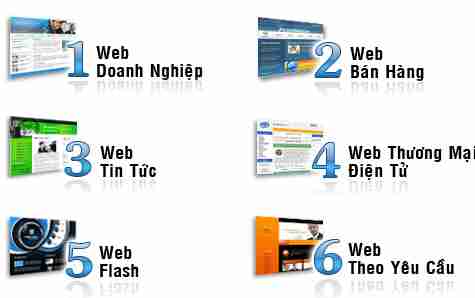 1
Web
Doanh Nghiệp
2
Web
Bán Hàng
3
Web
Tin Tức
4
Web Thương Mại
Điện Tử
5
Web
Flash
6
Web
Theo Yêu Cầu